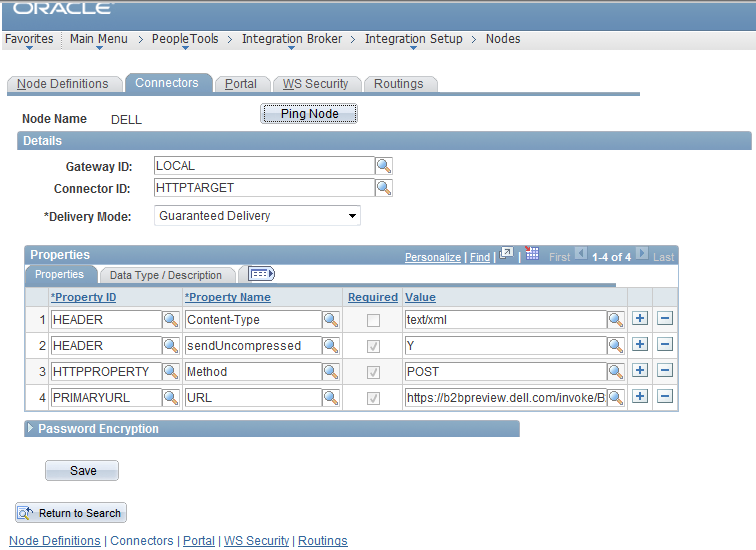 ORACLE
Favorites Main Menu > PeopleTools > Integration Broker > Integration Setup > Nodes
Node Definitions Connectors Portal WS Security Routings
Node Name DELL Ping Node
Details
Gateway ID: LOCAL
Connector ID: HTTPTARGET
*Delivery Mode: Guaranteed Delivery
Properties Personalize | Find | | First 1-4 of 4 Last
Properties Data Type / Description
*Property ID *Property Name Required Value
1 HEADER Content-Type text/xml
2 HEADER sendUncompressed Y
3 HTTPPROPERTY Method POST
4 PRIMARYURL URL https://b2bpreview.dell.com/invoke/B
Password Encryption
Save
Return to Search
Node Definitions | Connectors | Portal | WS Security | Routings